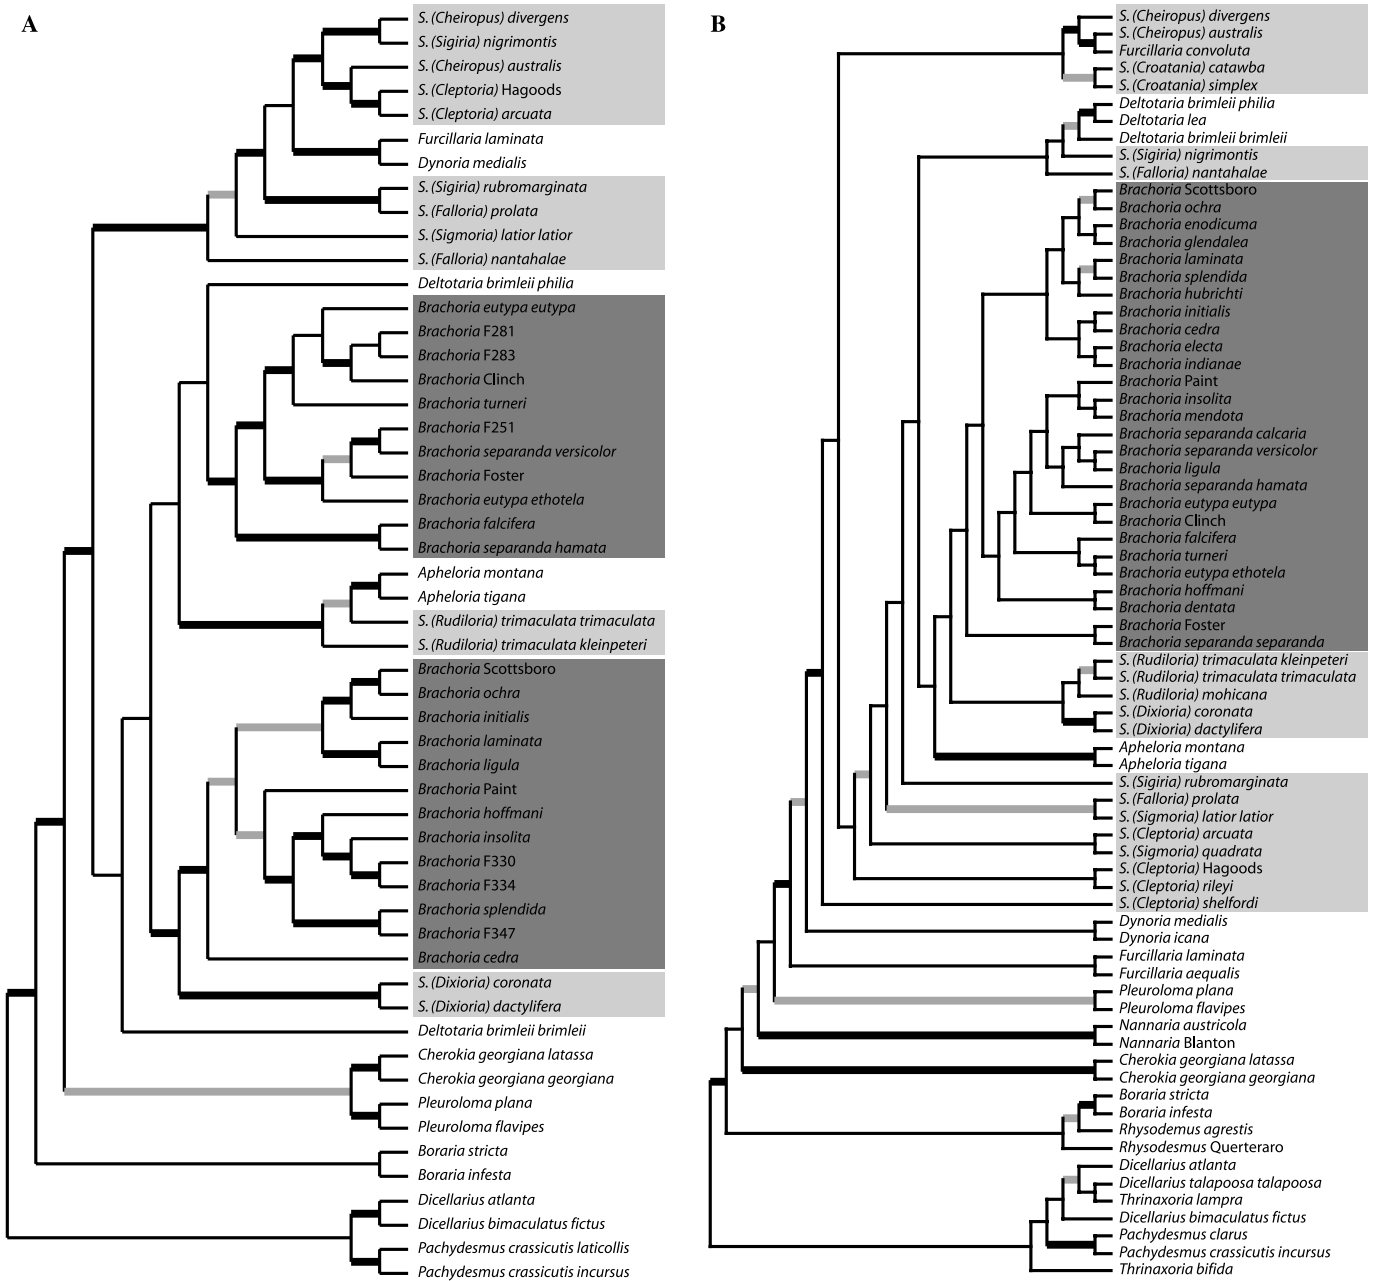 A
S. (Cheiropus) divergens
S. (Sigiria) nigrimontis
S. (Cheiropus) australis
S. (Cleptoria) Hagoods
S. (Cleptoria) arcuata
Furcillaria laminata
Dynoria medialis
S. (Sigiria) rubromarginata
S. (Falloria) prolata
S. (Sigmoria) latior latior
S. (Falloria) nantahalae
Deltotaria brimleii philia
Brachoria eutypa eutypa
Brachoria F281
Brachoria F283
Brachoria Clinch
Brachoria turneri
Brachoria F251
Brachoria separanda versicolor
Brachoria Foster
Brachoria eutypa ethotela
Brachoria falcifera
Brachoria separanda hamata
Apheloria montana
Apheloria tigana
S. (Rudiloria) trimaculata trimaculata
S. (Rudiloria) trimaculata kleinpeteri
Brachoria Scottsboro
Brachoria ochra
Brachoria initialis
Brachoria laminata
Brachoria ligula
Brachoria Paint
Brachoria hoffmani
Brachoria insolita
Brachoria F330
Brachoria F334
Brachoria splendida
Brachoria F347
Brachoria cedra
S. (Dixioria) coronata
S. (Dixioria) dactylifera
Deltotaria brimleii brimleii
Cherokia georgiana latassa
Cherokia georgiana georgiana
Pleuroloma plana
Pleuroloma flavipes
Boraria stricta
Boraria infesta
Dicellarius atlanta
Dicellarius bimaculatus fictus
Pachydesmus crassicutis laticollis
Pachydesmus crassicutis incursus
B
S. (Cheiropus) divergens
S. (Cheiropus) australis
Furcillaria convoluta
S. (Croatania) catawba
S. (Croatania) simplex
Deltotaria brimleii philia
Deltotaria lea
Deltotaria brimleii brimleii
S. (Sigiria) nigrimontis
S. (Falloria) nantahalae
Brachoria Scottsboro
Brachoria ochra
Brachoria enodicuma
Brachoria glendalea
Brachoria laminata
Brachoria splendida
Brachoria hubrichti
Brachoria initialis
Brachoria cedra
Brachoria electa
Brachoria indianae
Brachoria Paint
Brachoria insolita
Brachoria mendota
Brachoria separanda calcaria
Brachoria separanda versicolor
Brachoria ligula
Brachoria separanda hamata
Brachoria eutypa eutypa
Brachoria Clinch
Brachoria falcifera
Brachoria turneri
Brachoria eutypa ethotela
Brachoria hoffmani
Brachoria dentata
Brachoria Foster
Brachoria separanda separanda
S. (Rudiloria) trimaculata kleinpeteri
S. (Rudiloria) trimaculata trimaculata
S. (Rudiloria) mohicana
S. (Dixioria) coronata
S. (Dixioria) dactylifera
Apheloria montana
Apheloria tigana
S. (Sigiria) rubromarginata
S. (Falloria) prolata
S. (Sigmoria) latior latior
S. (Cleptoria) arcuata
S. (Sigmoria) quadrata
S. (Cleptoria) Hagoods
S. (Cleptoria) rileyi
S. (Cleptoria) shelfordi
Dynoria medialis
Dynoria icana
Furcillaria laminata
Furcillaria aequalis
Pleuroloma plana
Pleuroloma flavipes
Nannaria austricola
Nannaria Blanton
Cherokia georgiana latassa
Cherokia georgiana georgiana
Boraria stricta
Boraria infesta
Rhysodemus agrestis
Rhysodesmus Querteraro
Dicellarius atlanta
Dicellarius talapoosa talapoosa
Thrinaxoria lampra
Dicellarius bimaculatus fictus
Pachydesmus clarus
Pachydesmus crassicutis incursus
Thrinaxoria bifida